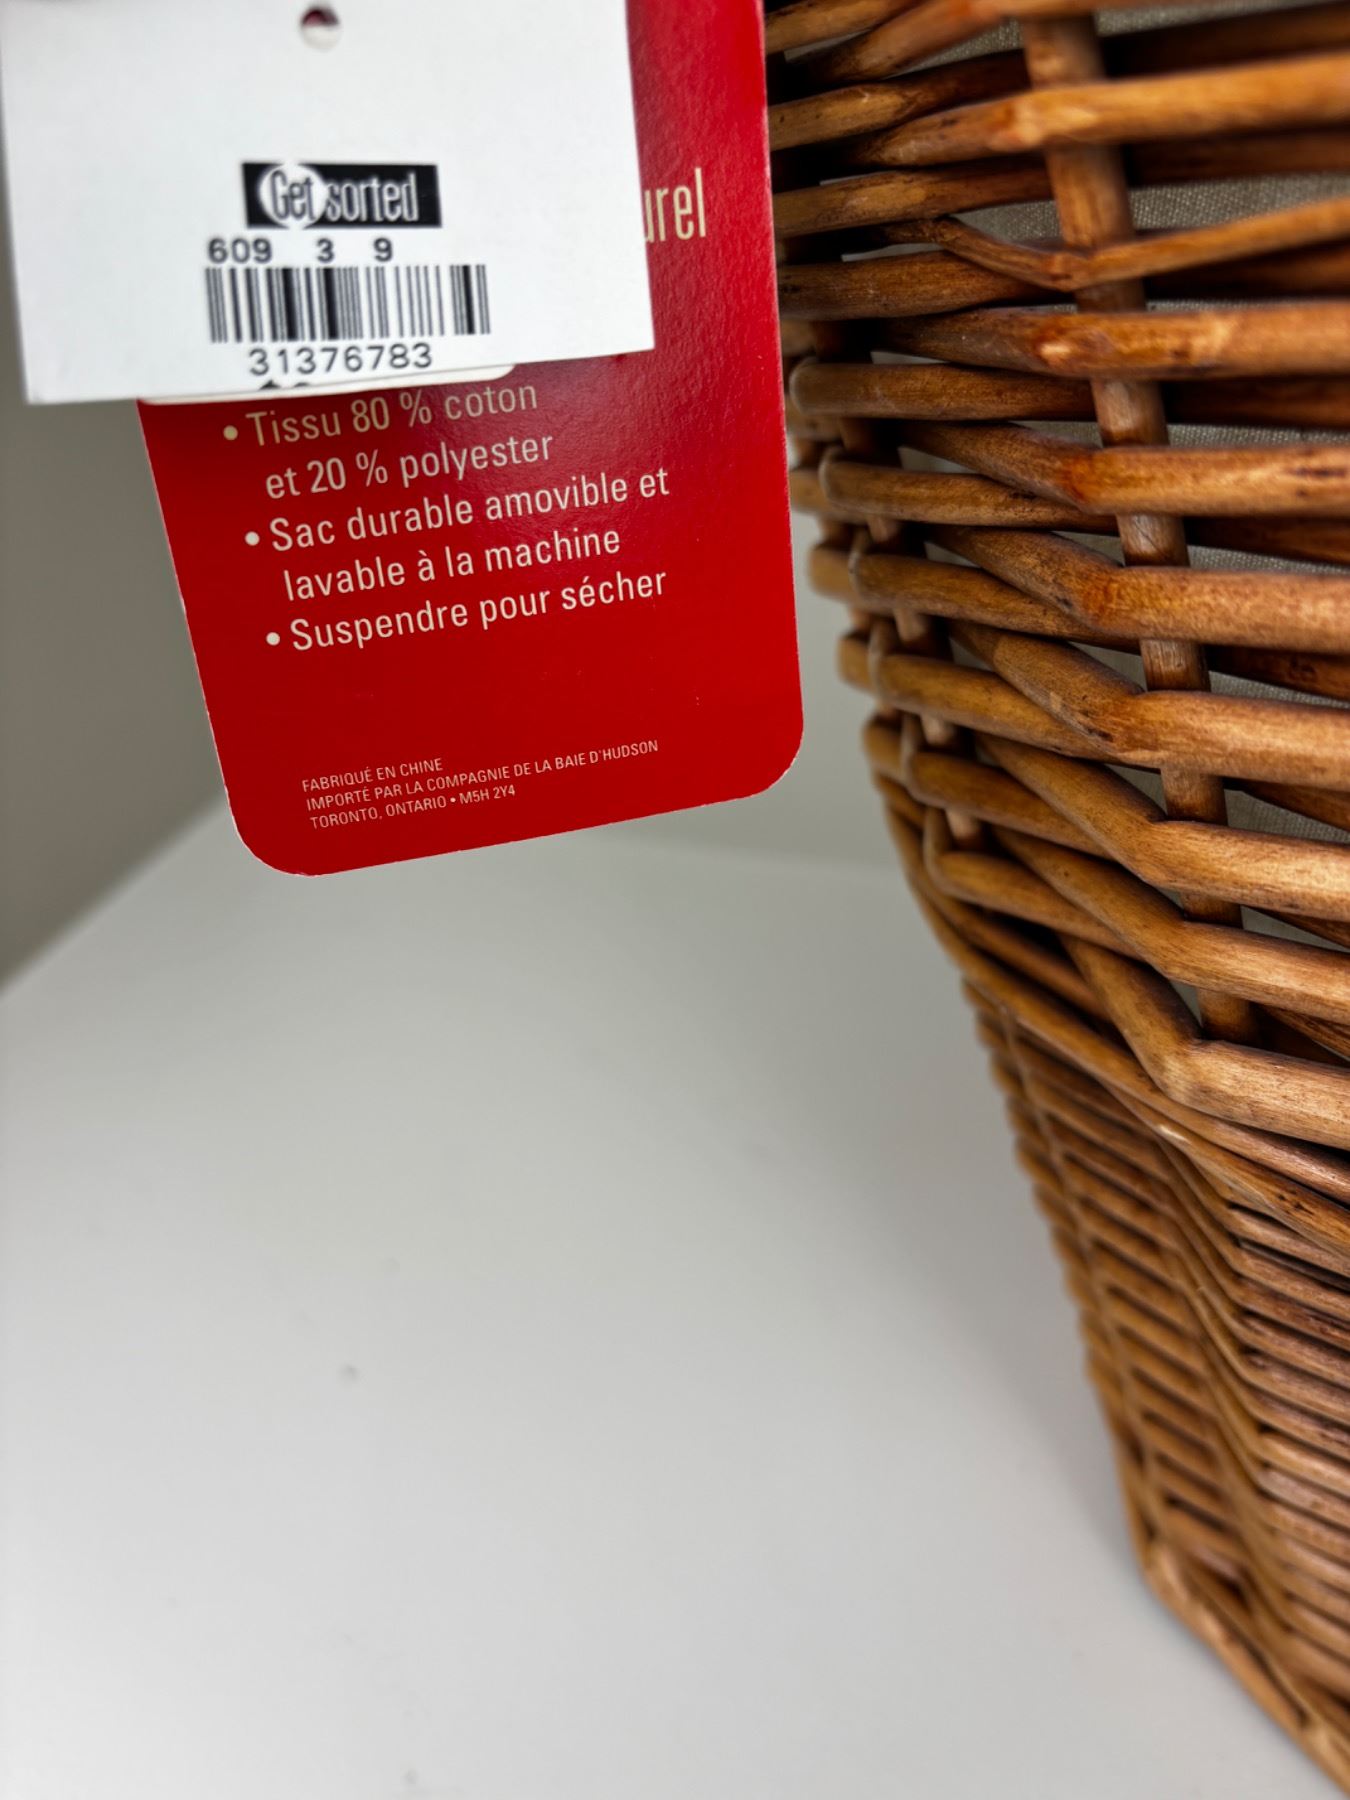 Get sorted
609 3 9
31376783
urel
• Tissu 80 % coton
et 20 % polyester
• Sac durable amovible et
lavable à la machine
• Suspendre pour sécher
FABRIQUÉ EN CHINE
IMPORTÉ PAR LA COMPAGNIE DE LA BAIE D'HUDSON
TORONTO, ONTARIO • M5H 2Y4